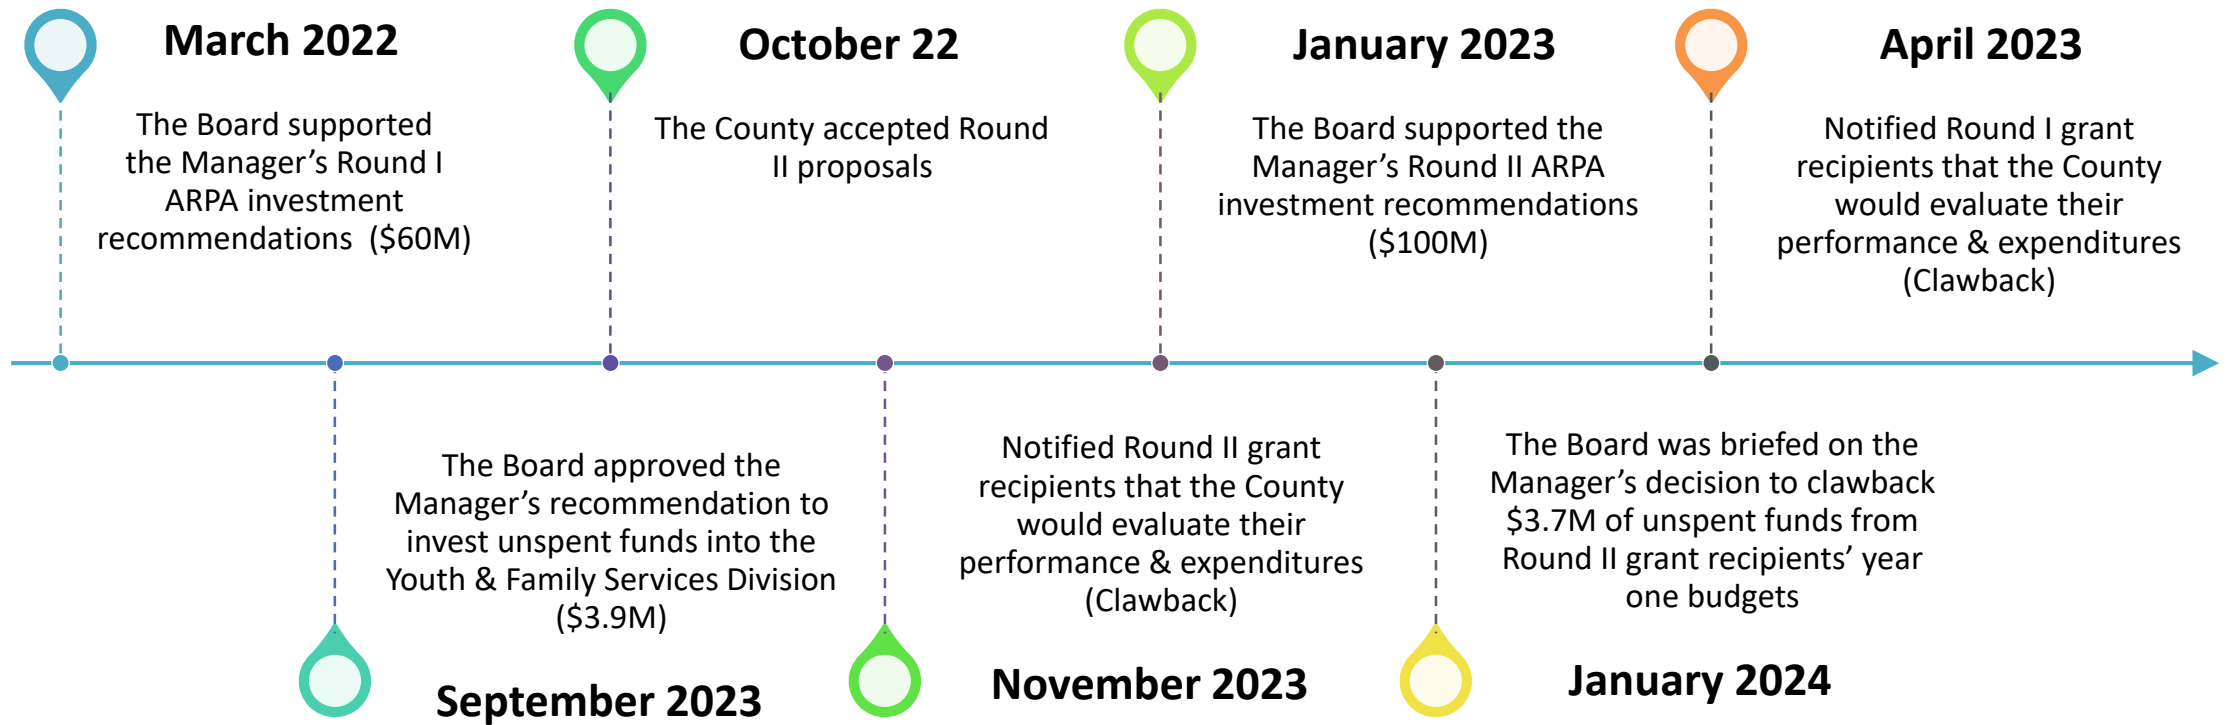 March 2022
The Board supported
the Manager’s Round I
ARPA investment
recommendations  ($60M)
October 22
The County accepted Round
II proposals
January 2023
The Board supported the
Manager’s Round II ARPA
investment recommendations
($100M)
April 2023
Notified Round I grant
recipients that the County
would evaluate their
performance & expenditures
(Clawback)
The Board approved the
Manager’s recommendation to
invest unspent funds into the
Youth & Family Services Division
($3.9M)
September 2023
Notified Round II grant
recipients that the County
would evaluate their
performance & expenditures
(Clawback)
November 2023
The Board was briefed on the
Manager’s decision to clawback
$3.7M of unspent funds from
Round II grant recipients’ year
one budgets
January 2024